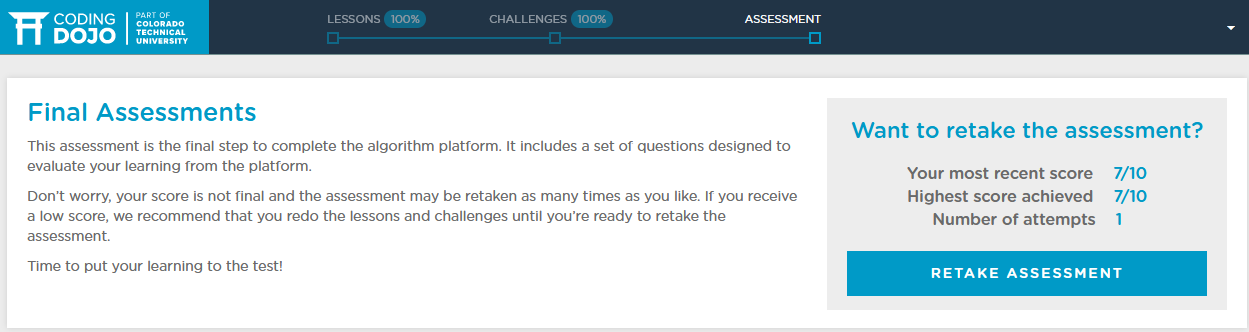 CODING
DOJO
PART OF
COLORADO
TECHNICAL
UNIVERSITY
LESSONS 100%
CHALLENGES 100%
ASSESSMENT
Final Assessments
This assessment is the final step to complete the algorithm platform. It includes a set of questions designed to
evaluate your learning from the platform.
Don’t worry, your score is not final and the assessment may be retaken as many times as you like. If you receive
a low score, we recommend that you redo the lessons and challenges until you’re ready to retake the
assessment.
Time to put your learning to the test!
Want to retake the assessment?
Your most recent score 7/10
Highest score achieved 7/10
Number of attempts 1
RETAKE ASSESSMENT